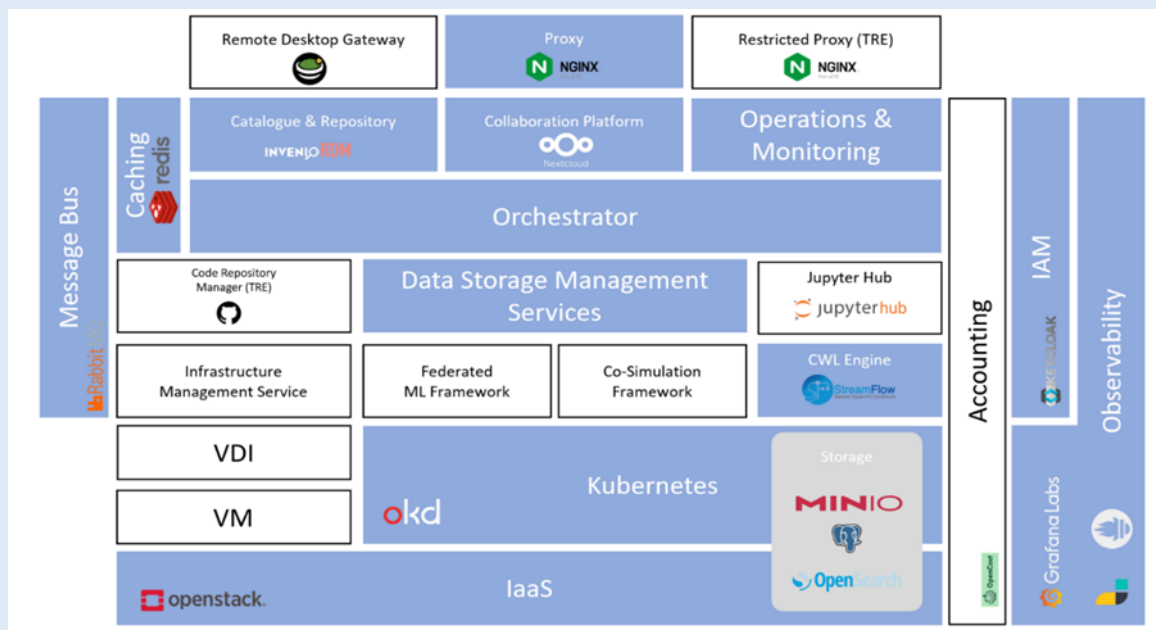 Remote Desktop Gateway
Proxy
NGINX
Restricted Proxy (TRE)
NGINX
Message Bus
RabbitMQ
Caching
redis
Catalogue & Repository
INVENIO RDM
Collaboration Platform
Nextcloud
Operations &
Monitoring
Orchestrator
Code Repository
Manager (TRE)
Data Storage Management
Services
Jupyter Hub
jupyterhub
Infrastructure
Management Service
Federated
ML Framework
Co-Simulation
Framework
CWL Engine
StreamFlow
VDI
VM
Kubernetes
okd
Storage
MINIO
OpenSearch
IaaS
openstack.
Accounting
OpenCost
IAM
KEYCLOAK
Observability
Grafana Labs